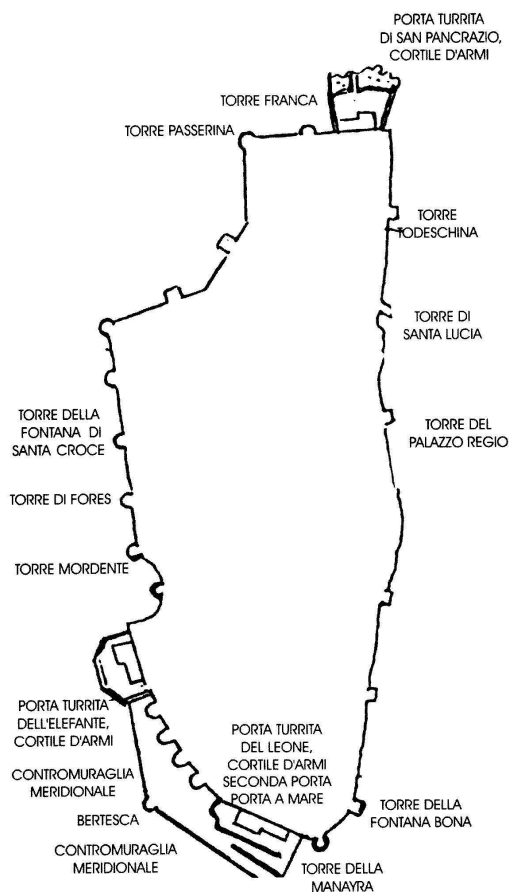 PORTA TURRITA
DI SAN PANCRAZIO,
CORTILE D'ARMI
TORRE FRANCA
TORRE PASSERINA
TORRE
TODESCHINA
TORRE DI
SANTA LUCIA
TORRE DELLA
FONTANA DI
SANTA CROCE
TORRE DEL
PALAZZO REGIO
TORRE DI FORES
TORRE MORDENTE
PORTA TURRITA
DELL'ELEFANTE,
CORTILE D'ARMI
PORTA TURRITA
DEL LEONE,
CORTILE D'ARMI
SECONDA PORTA
PORTA A MARE
CONTROMURAGLIA
MERIDIONALE
BERTESCA
TORRE DELLA
FONTANA BONA
CONTROMURAGLIA
MERIDIONALE
TORRE DELLA
MANAYRA